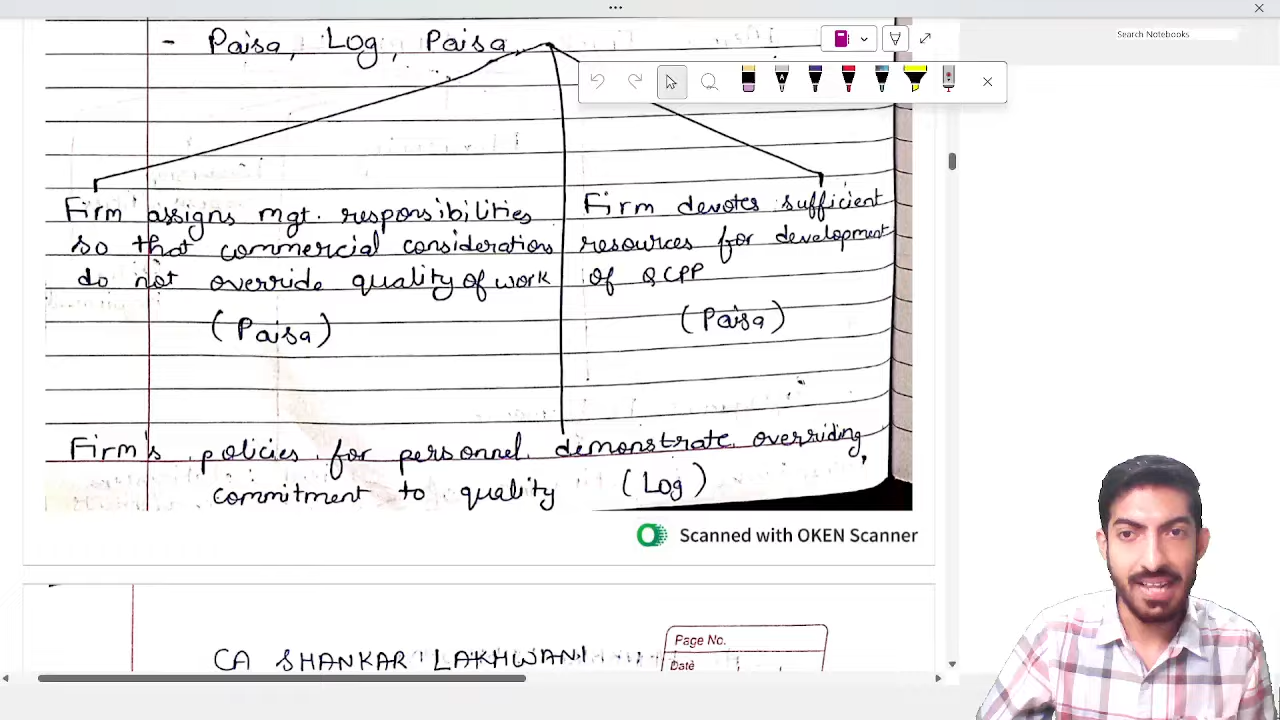 Search Notebooks
- Paisa, Log, Paisa
Firm assigns mgt. responsibilities
so that commercial considerations
do not override quality of work
(Paisa)
Firm devotes sufficient
resources for development
of QCPP
(Paisa)
Firm's policies for personnel demonstrate overriding
commitment to quality (Log)
Scanned with OKEN Scanner
CA SHANKAR LAKHWANI
Page No.
Date